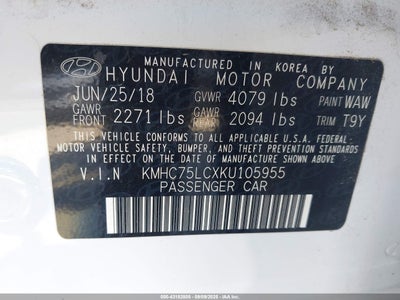 MANUFACTURED IN KOREA BY
HYUNDAI MOTOR COMPANY
JUN/25/18 GVWR 4079 lbs PAINT WAW
GAWR FRONT 2271 lbs GAWR REAR 2094 lbs TRIM T9Y
THIS VEHICLE CONFORMS TO ALL APPLICABLE U.S.A. FEDERAL
MOTOR VEHICLE SAFETY, BUMPER, AND THEFT PREVENTION STANDARDS
IN EFFECT ON THE DATE OF MANUFACTURE SHOWN ABOVE.
V.I.N KMHC75LCXKU105955
PASSENGER CAR